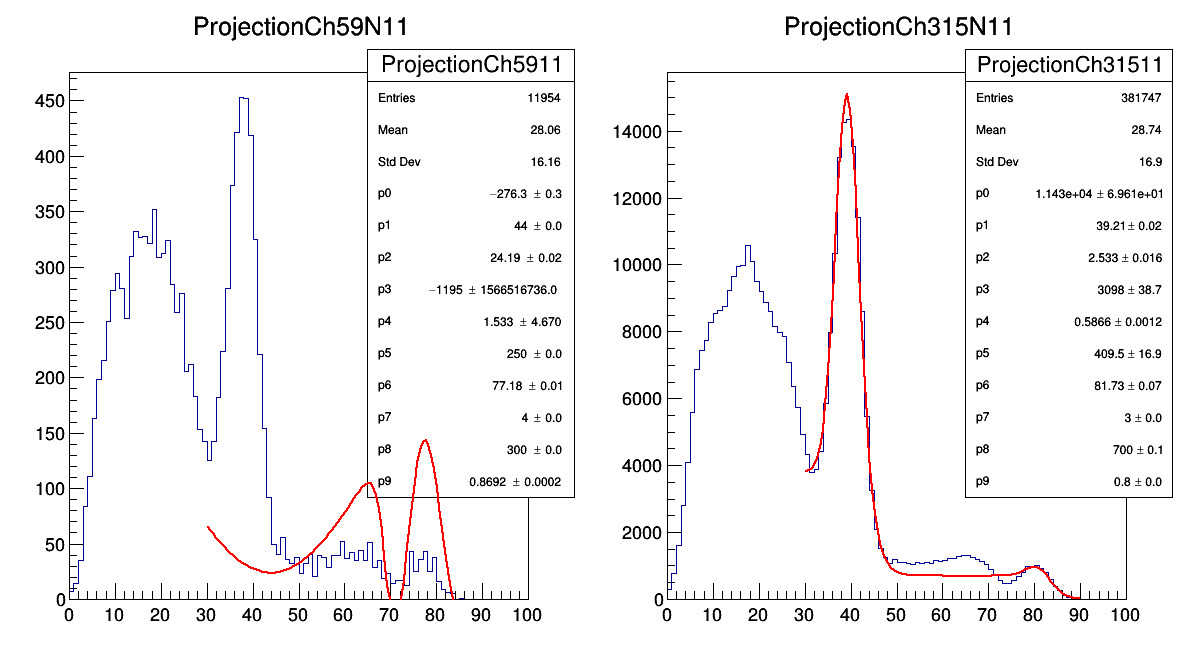 ProjectionCh59N11
ProjectionCh5911
Entries 11954
Mean 28.06
Std Dev 16.16
p0 −276.3 ± 0.3
p1 44 ± 0.0
p2 24.19 ± 0.02
p3 −1195 ± 1566516736.0
p4 1.533 ± 4.670
p5 250 ± 0.0
p6 77.18 ± 0.01
p7 4 ± 0.0
p8 300 ± 0.0
p9 0.8692 ± 0.0002
450
400
350
300
250
200
150
100
50
0
0 10 20 30 40 50 60 70 80 90 100
ProjectionCh315N11
ProjectionCh31511
Entries 381747
Mean 28.74
Std Dev 16.9
p0 1.143e+04 ± 6.961e+01
p1 39.21 ± 0.02
p2 2.533 ± 0.016
p3 3098 ± 38.7
p4 0.5866 ± 0.0012
p5 409.5 ± 16.9
p6 81.73 ± 0.07
p7 3 ± 0.0
p8 700 ± 0.1
p9 0.8 ± 0.0
14000
12000
10000
8000
6000
4000
2000
0
0 10 20 30 40 50 60 70 80 90 100